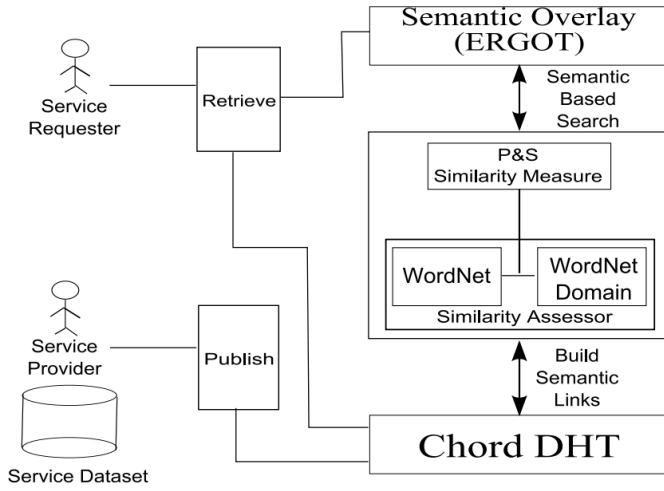 Semantic Overlay
(ERGOT)
Service
Requester
Retrieve
Semantic
Based
Search
P&S
Similarity Measure
WordNet
WordNet
Domain
Similarity Assessor
Service
Provider
Publish
Build
Semantic
Links
Chord DHT
Service Dataset